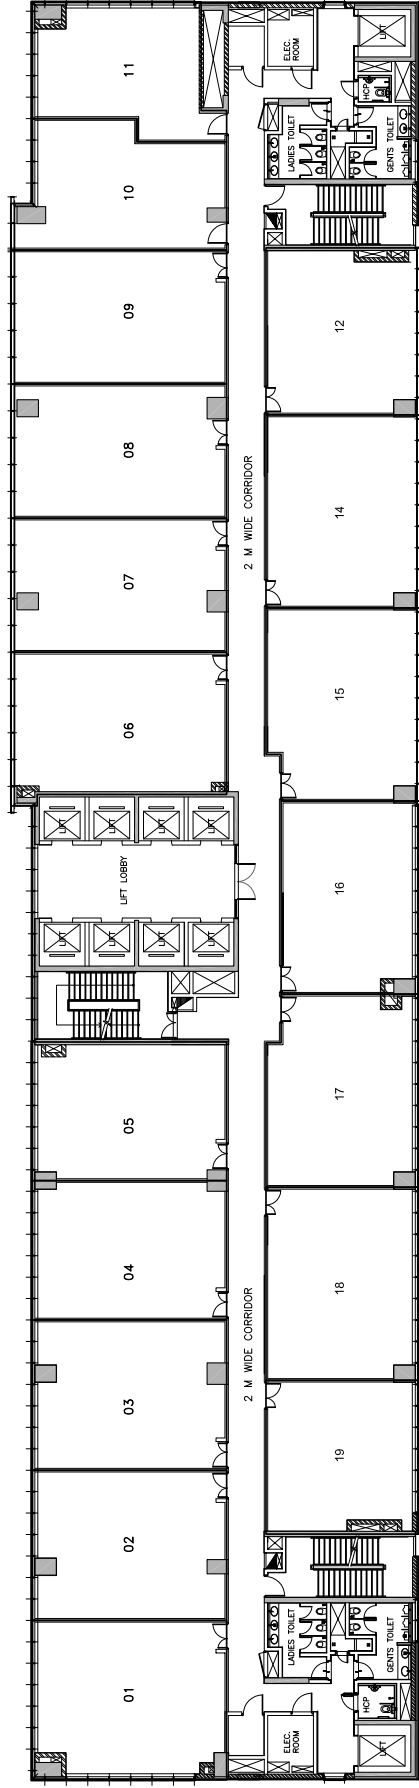 11
10
09
08
07
06
05
04
03
02
01
12
14
15
16
17
18
19
2 M WIDE CORRIDOR
2 M WIDE CORRIDOR
LIFT LOBBY
LIFT
LIFT
LIFT
LIFT
LIFT
LIFT
LIFT
LIFT
ELEC.
ROOM
LIFT
HCP
LADIES TOILET
GENTS TOILET
LADIES TOILET
GENTS TOILET
HCP
ELEC.
ROOM
LIFT